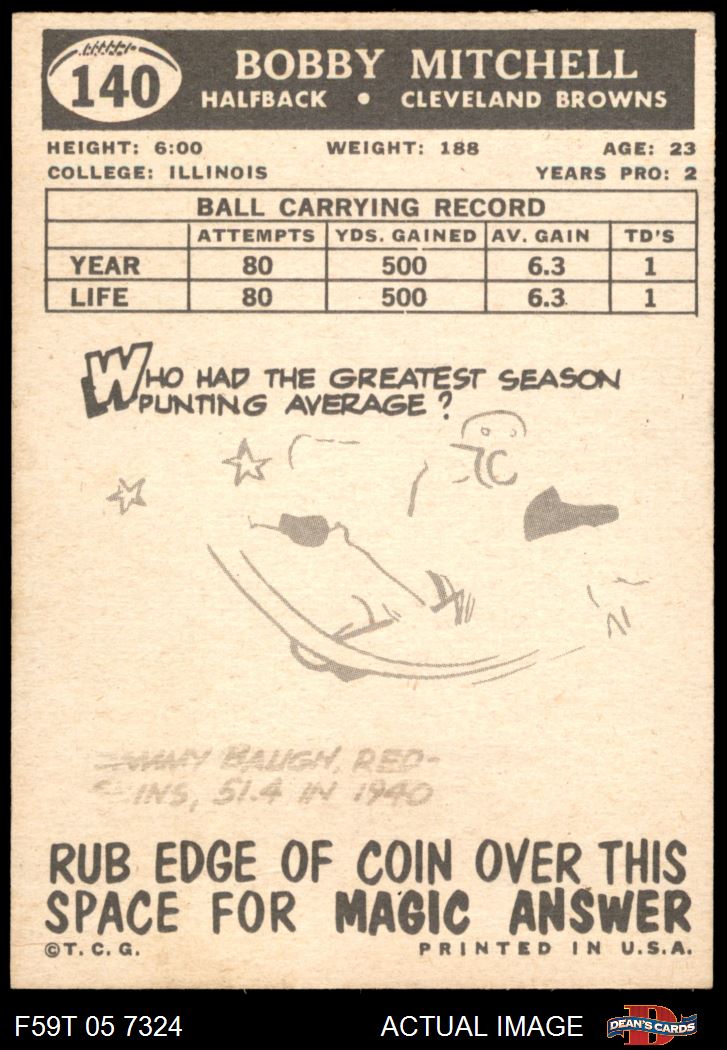 140
BOBBY MITCHELL
HALFBACK • CLEVELAND BROWNS
HEIGHT: 6:00 WEIGHT: 188 AGE: 23
COLLEGE: ILLINOIS YEARS PRO: 2
BALL CARRYING RECORD
ATTEMPTS YDS. GAINED AV. GAIN TD'S
YEAR 80 500 6.3 1
LIFE 80 500 6.3 1
WHO HAD THE GREATEST SEASON
PUNTING AVERAGE?
BAUGH, RED-
INS, 51.4 IN 1940
RUB EDGE OF COIN OVER THIS
SPACE FOR MAGIC ANSWER
©T.C.G. PRINTED IN U.S.A.
F59T 05 7324 ACTUAL IMAGE DEAN'S CARDS